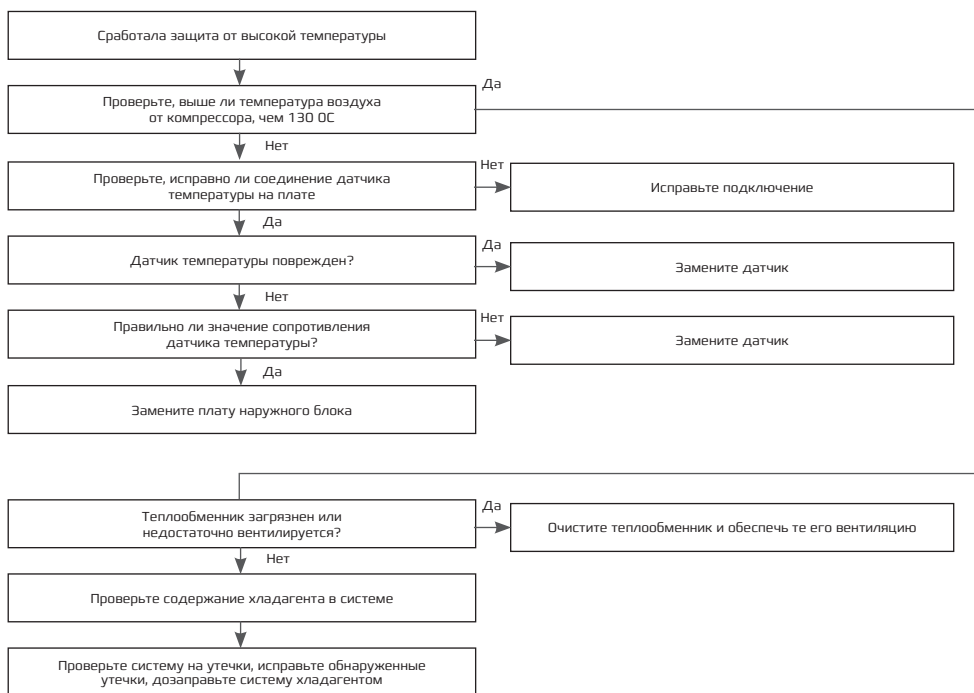 Сработала защита от высокой температуры
Да
Проверьте, выше ли температура воздуха
от компрессора, чем 130 0С
Нет
Нет
Проверьте, исправно ли соединение датчика
температуры на плате
Исправьте подключение
Да
Да
Датчик температуры поврежден?
Замените датчик
Нет
Нет
Правильно ли значение сопротивления
датчика температуры?
Замените датчик
Да
Замените плату наружного блока
Да
Теплообменник загрязнен или
недостаточно вентилируется?
Очистите теплообменник и обеспечь те его вентиляцию
Нет
Проверьте содержание хладагента в системе
Проверьте систему на утечки, исправьте обнаруженные
утечки, дозаправьте систему хладагентом